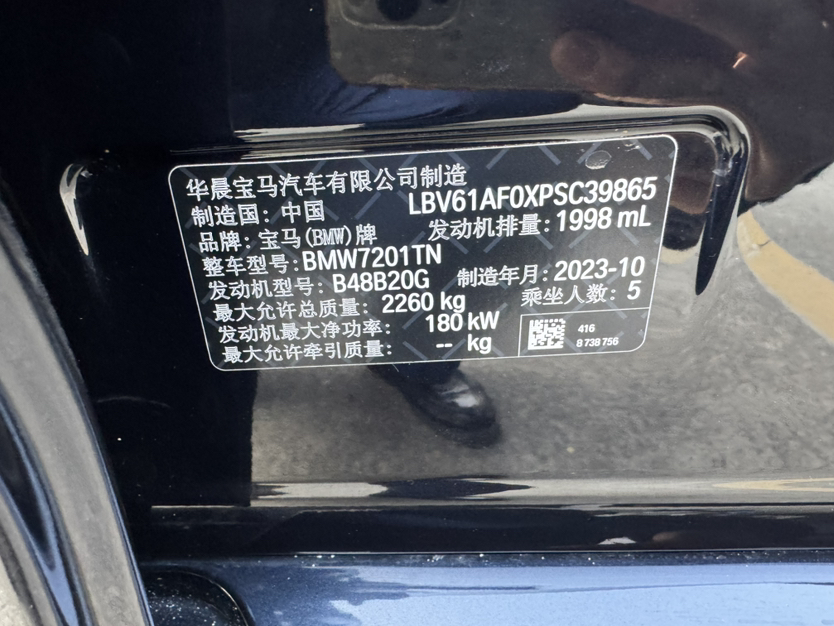 华晨宝马汽车有限公司制造
制造国：中国 LBV61AF0XPSC39865
品牌：宝马(BMW)牌 发动机排量：1998 mL
整车型号：BMW7201TN
发动机型号：B48B20G 制造年月：2023-10
最大允许总质量：2260 kg 乘坐人数：5
发动机最大净功率： 180 kW
最大允许牵引质量： -- kg
416
8 738 756